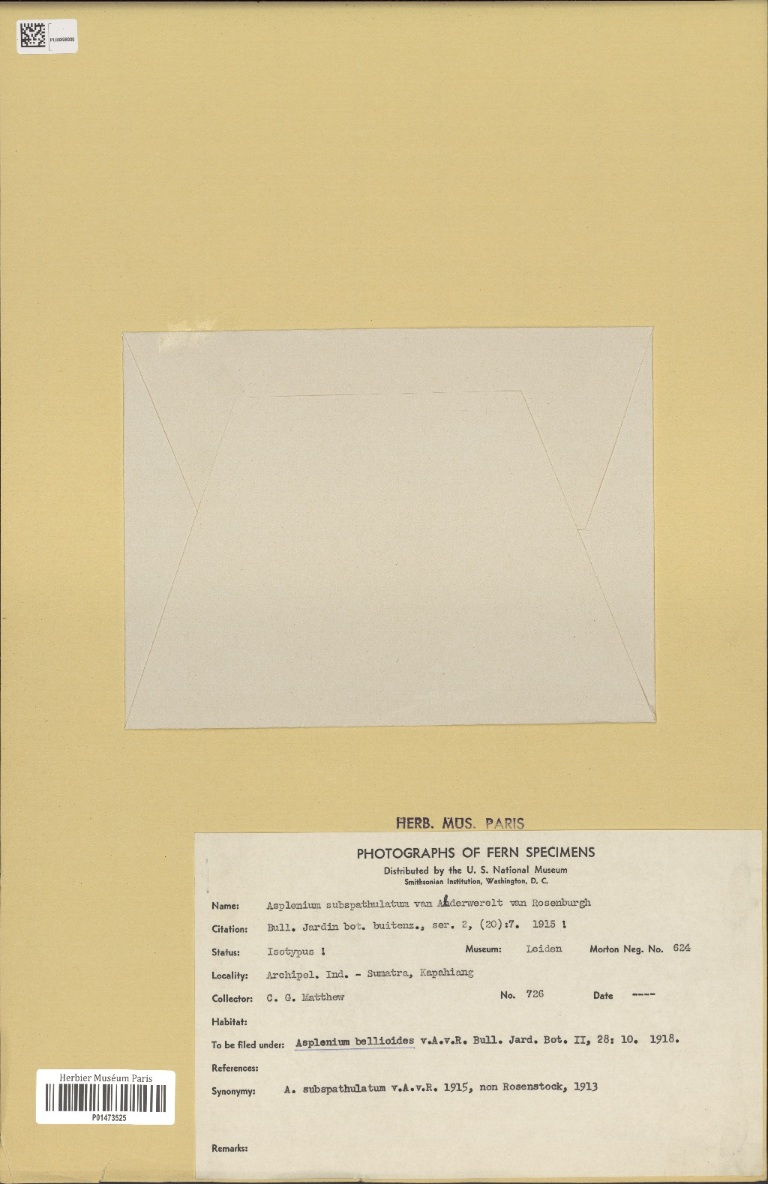 HERB. MUS. PARIS
PHOTOGRAPHS OF FERN SPECIMENS
Distributed by the U. S. National Museum
Smithsonian Institution, Washington, D. C.
Name: Asplenium subspathulatum van Alderwerelt van Rosenburgh
Citation: Bull. Jardin bot. buitenz., ser. 2, (20):7. 1915 !
Status: Isotypus ! Museum: Leiden Morton Neg. No. 624
Locality: Archipel. Ind. - Sumatra, Kapahiang
Collector: C. G. Matthew No. 726 Date ----
Habitat:
To be filed under: Asplenium bellioides v.A.v.R. Bull. Jard. Bot. II, 28: 10. 1918.
References:
Synonymy: A. subspathulatum v.A.v.R. 1915, non Rosenstock, 1913
Remarks:
Herbier Muséum Paris
P01473525